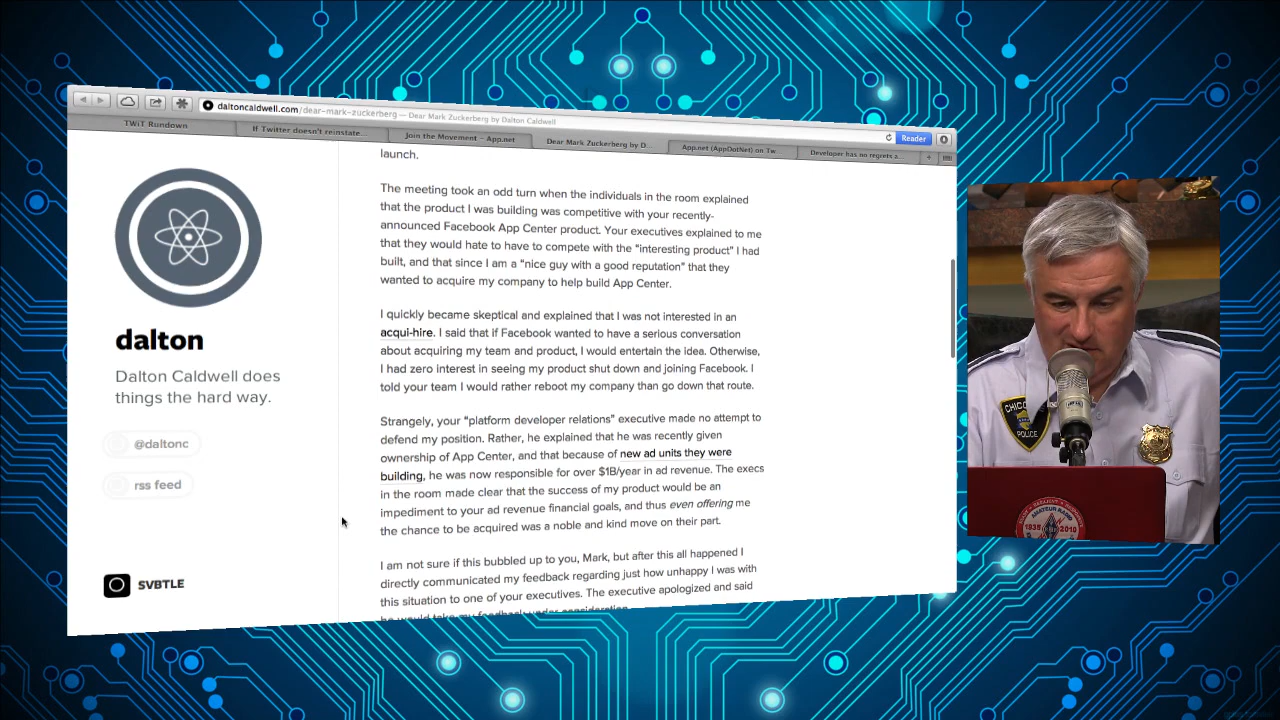 daltoncaldwell.com/dear-mark-zuckerberg — Dear Mark Zuckerberg by Dalton Caldwell
Reader
TWiT Rundown
If Twitter doesn't reinstate...
Join the Movement – App.net
Dear Mark Zuckerberg by D...
App.net (AppDotNet) on Tw...
Developer has no regrets a...
dalton
Dalton Caldwell does
things the hard way.
@daltonc
rss feed
SVBTLE
launch.
The meeting took an odd turn when the individuals in the room explained
that the product I was building was competitive with your recently-
announced Facebook App Center product. Your executives explained to me
that they would hate to have to compete with the "interesting product" I had
built, and that since I am a "nice guy with a good reputation" that they
wanted to acquire my company to help build App Center.
I quickly became skeptical and explained that I was not interested in an
acqui-hire. I said that if Facebook wanted to have a serious conversation
about acquiring my team and product, I would entertain the idea. Otherwise,
I had zero interest in seeing my product shut down and joining Facebook. I
told your team I would rather reboot my company than go down that route.
Strangely, your "platform developer relations" executive made no attempt to
defend my position. Rather, he explained that he was recently given
ownership of App Center, and that because of new ad units they were
building, he was now responsible for over $1B/year in ad revenue. The execs
in the room made clear that the success of my product would be an
impediment to your ad revenue financial goals, and thus even offering me
the chance to be acquired was a noble and kind move on their part.
I am not sure if this bubbled up to you, Mark, but after this all happened I
directly communicated my feedback regarding just how unhappy I was with
this situation to one of your executives. The executive apologized and said
he would take my feedback under consideration.
CHICO
POLICE
AMATEUR RADIO
1935 2010